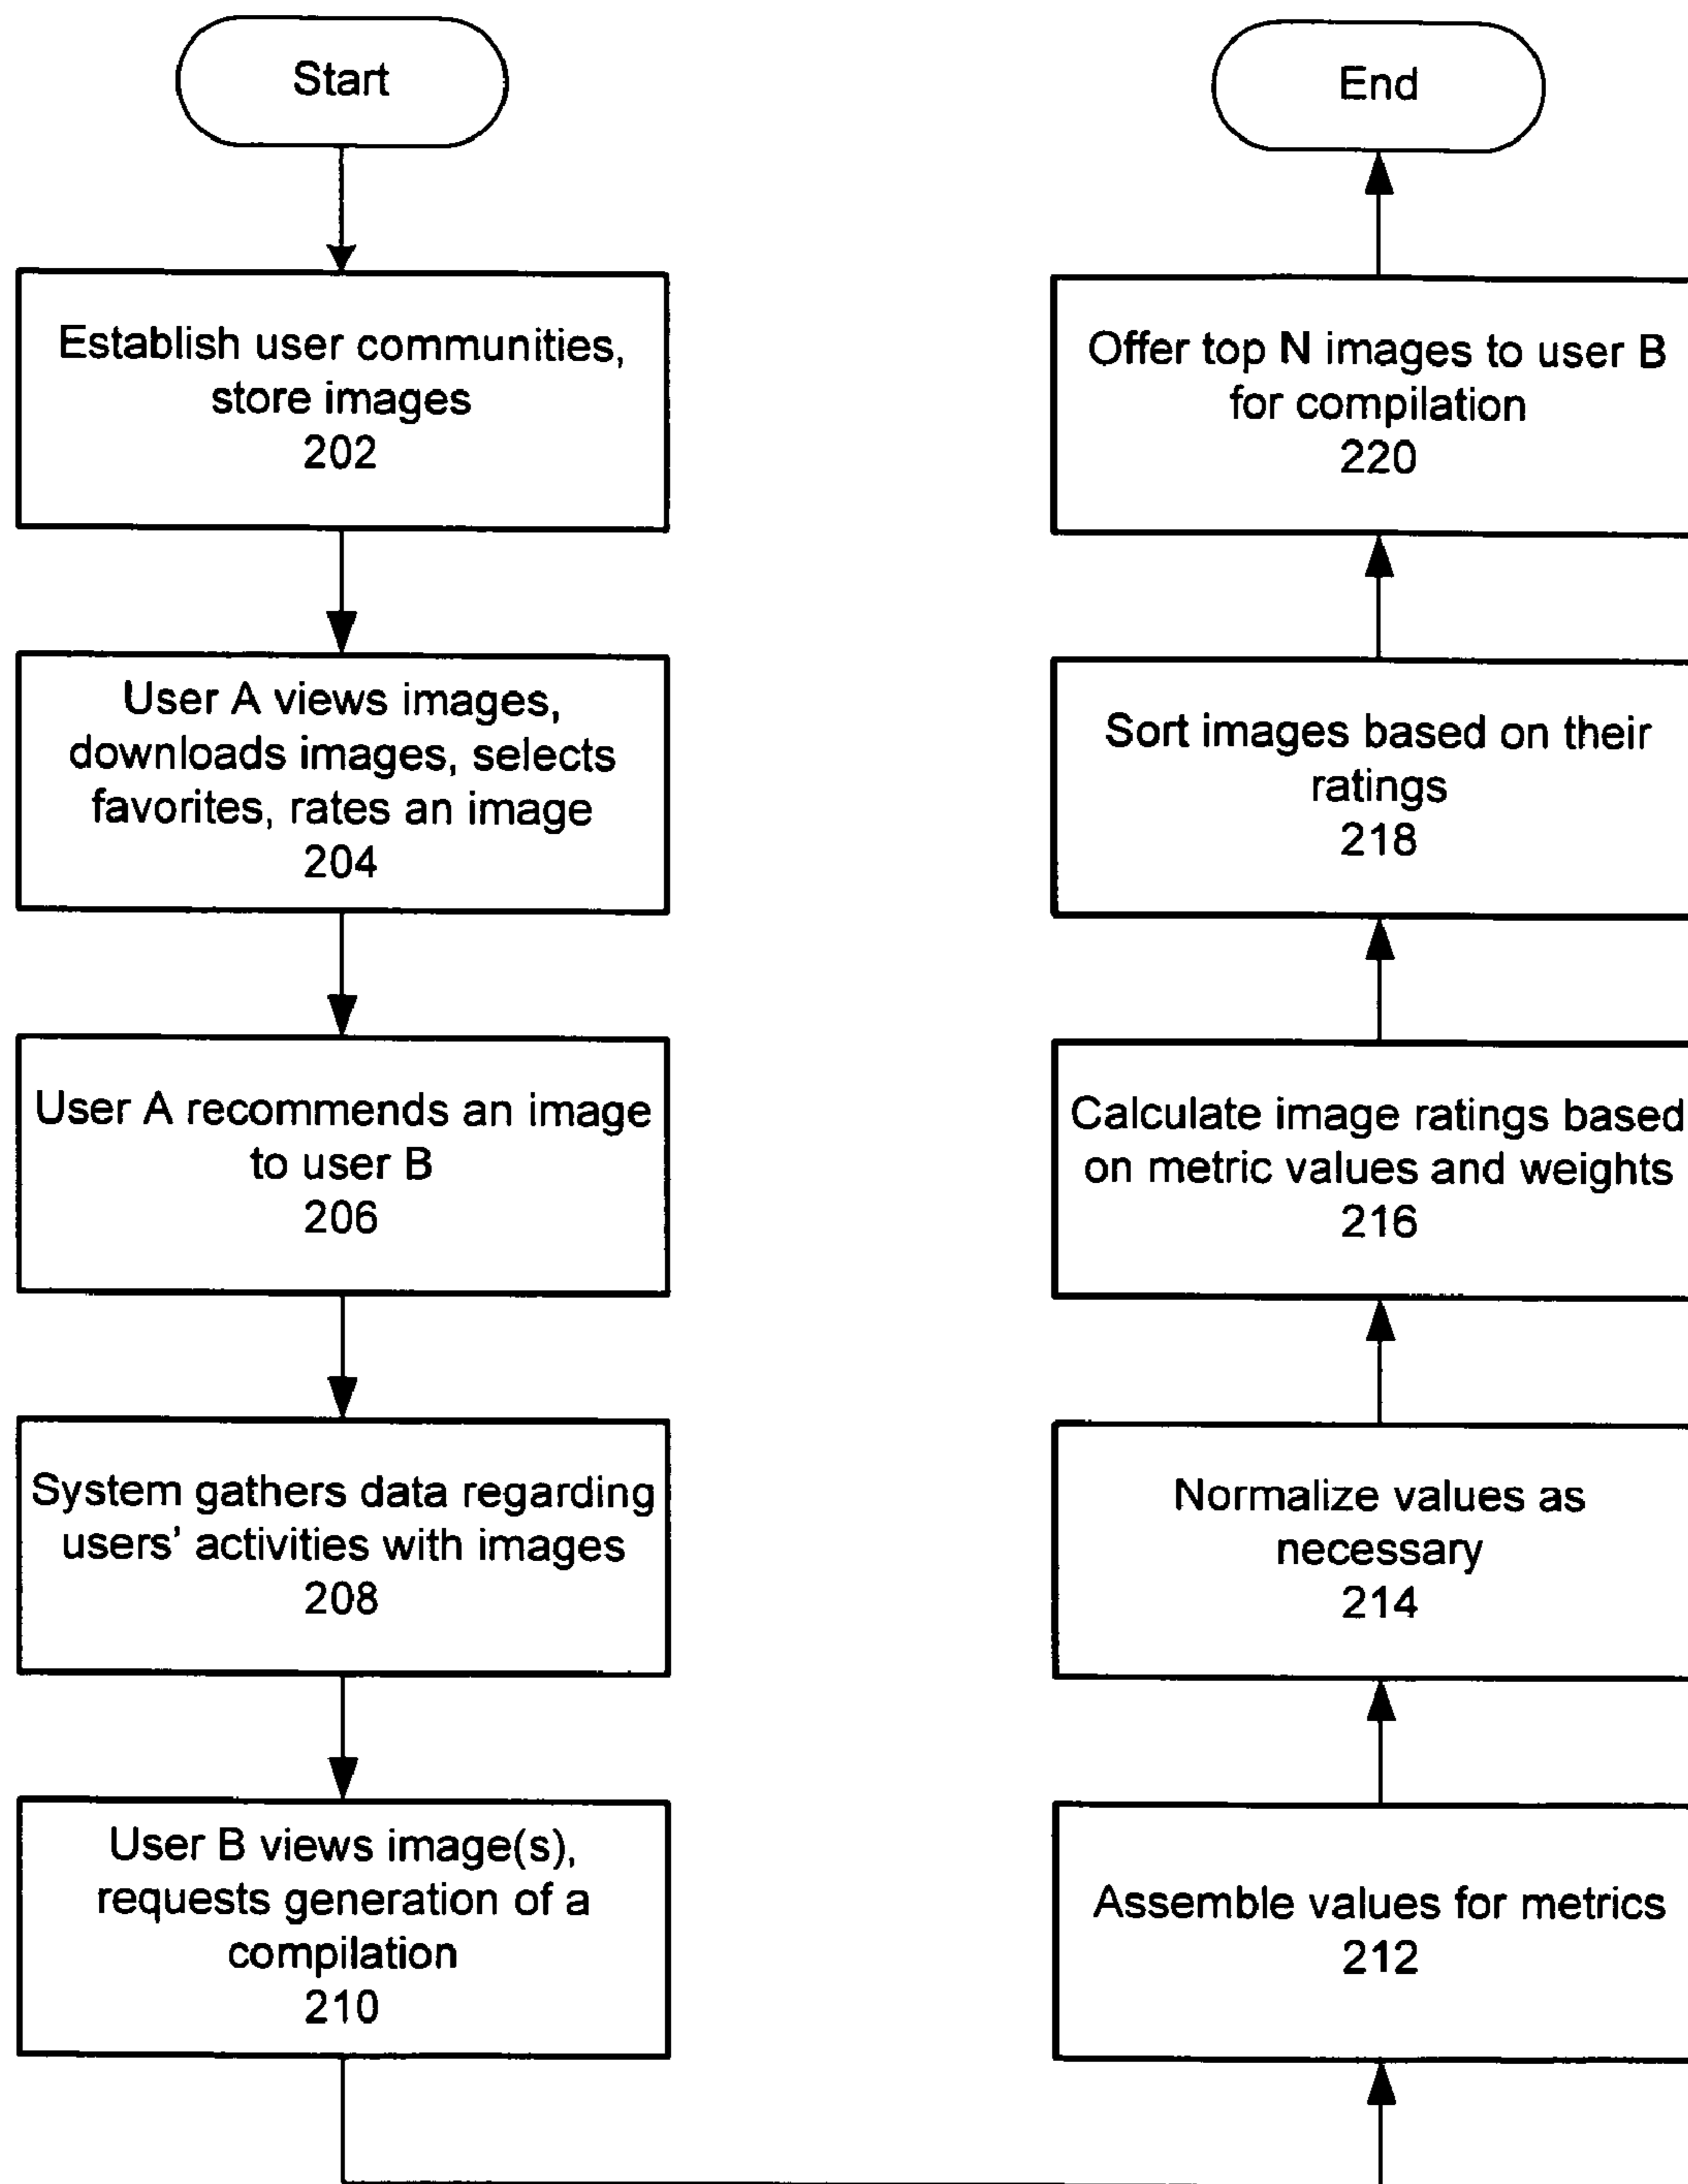 Start
Establish user communities,
store images
202
User A views images,
downloads images, selects
favorites, rates an image
204
User A recommends an image
to user B
206
System gathers data regarding
users' activities with images
208
User B views image(s),
requests generation of a
compilation
210
Assemble values for metrics
212
Normalize values as
necessary
214
Calculate image ratings based
on metric values and weights
216
Sort images based on their
ratings
218
Offer top N images to user B
for compilation
220
End